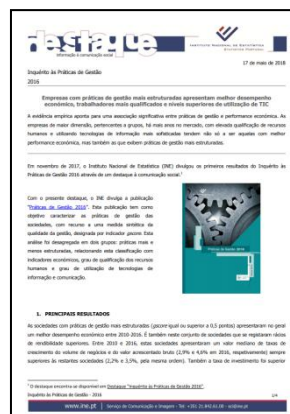 destaque
informação à comunicação social
INSTITUTO NACIONAL DE ESTATÍSTICA
STATISTICS PORTUGAL
17 de maio de 2018
Inquérito às Práticas de Gestão
2016
Empresas com práticas de gestão mais estruturadas apresentam melhor desempenho
económico, trabalhadores mais qualificados e níveis superiores de utilização de TIC
A evidência empírica aponta para uma associação significativa entre práticas de gestão e performance económica. As
empresas de maior dimensão, pertencentes a grupos, há mais anos no mercado, com elevada qualificação de recursos
humanos e utilizando tecnologias de informação mais sofisticadas tendem não só a ser aquelas com melhor
performance económica, mas também as que exibem práticas de gestão mais estruturadas.
Em novembro de 2017, o Instituto Nacional de Estatística (INE) divulgou os primeiros resultados do Inquérito às
Práticas de Gestão 2016 através de um destaque à comunicação social.¹
Com o presente destaque, o INE divulga a publicação
"Práticas de Gestão 2016". Esta publicação tem como
objetivo caracterizar as práticas de gestão das
sociedades, com recurso a uma medida sintética da
qualidade da gestão, designada por indicador gscore. Esta
análise foi desagregada em dois grupos: práticas mais e
menos estruturadas, relacionando esta classificação com
indicadores económicos, grau de qualificação dos recursos
humanos e grau de utilização de tecnologias de
informação e comunicação.
Práticas de Gestão 2016
1. PRINCIPAIS RESULTADOS
As sociedades com práticas de gestão mais estruturadas (gscore igual ou superior a 0,5 pontos) apresentaram no geral
um melhor desempenho económico entre 2010-2016. É também neste conjunto de sociedades que se registaram rácios
de rendibilidade superiores. Entre 2010 e 2016, estas sociedades apresentaram um valor mediano de taxas de
crescimento do volume de negócios e do valor acrescentado bruto (2,9% e 4,6% em 2016, respetivamente) sempre
superiores às restantes sociedades (2,2% e 3,5%, pela mesma ordem). Também a taxa de investimento foi superior
¹ O destaque encontra-se disponível em Destaque "Inquérito às Práticas de Gestão 2016".
Inquérito às Práticas de Gestão - 2016
1/4
www.ine.pt
Serviço de Comunicação e Imagem - Tel: +351 21.842.61.00 - sci@ine.pt